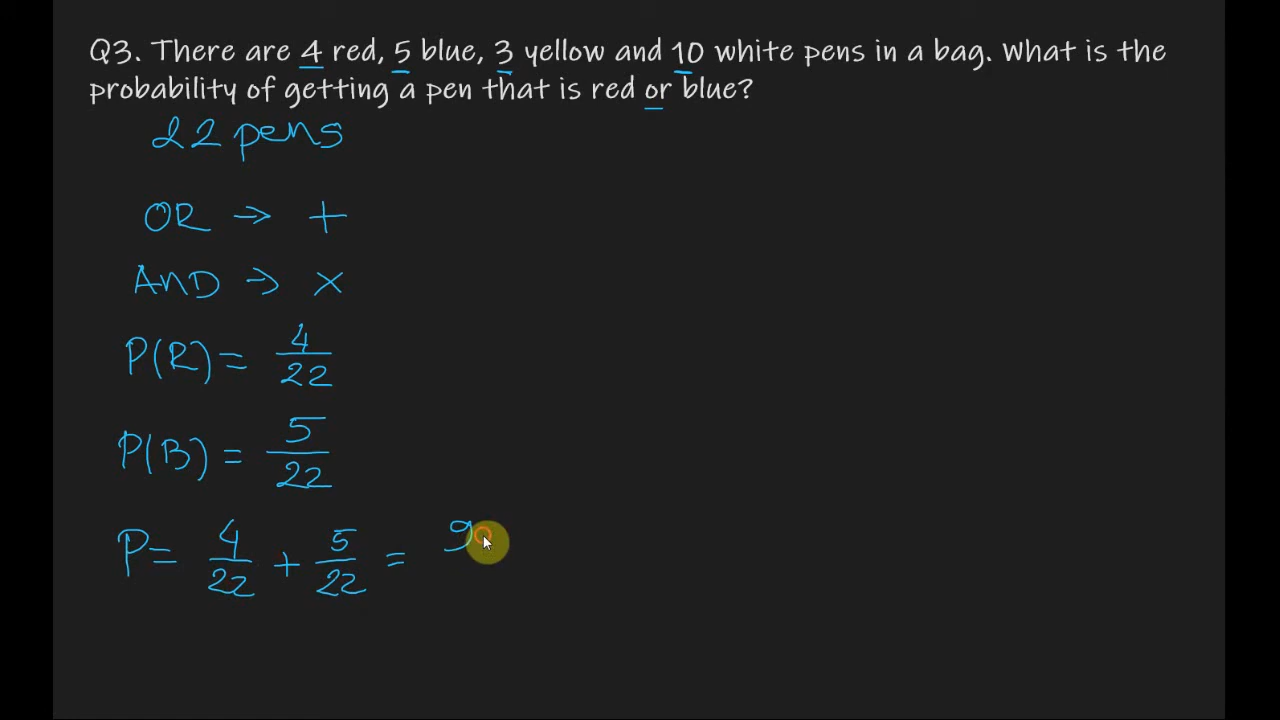 Q3. There are 4 red, 5 blue, 3 yellow and 10 white pens in a bag. What is the
probability of getting a pen that is red or blue?
22 pens
OR → +
AND → ×
P(R) = 4/22
P(B) = 5/22
P = 4/22 + 5/22 = 9